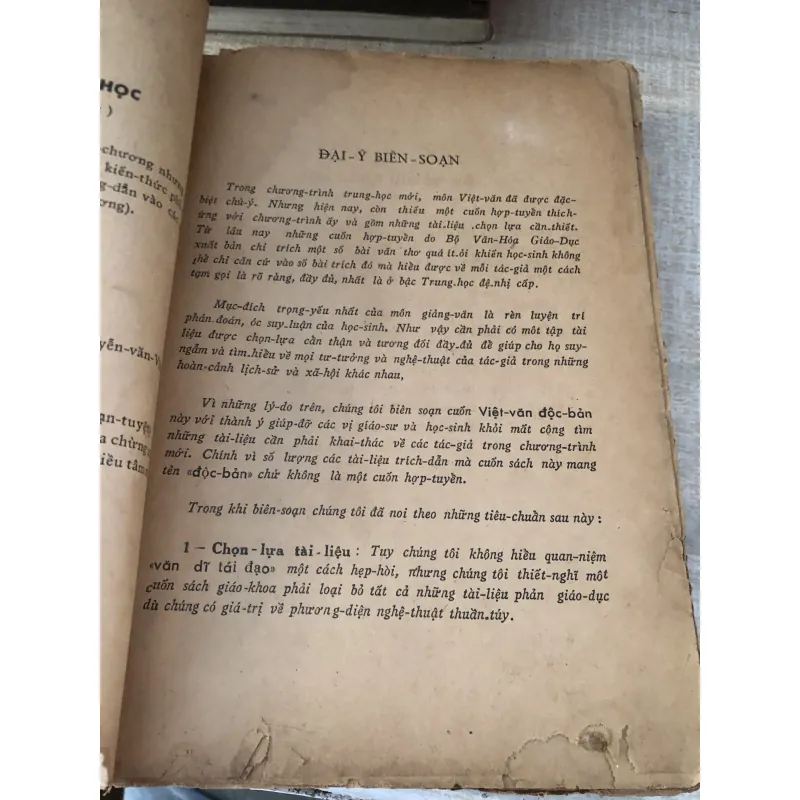 HỌC
)
-chương nhưng
kiến-thức
-dẫn vào
ơng).
yễn-văn-V
an-tuyện
a chừng
iều tâm
ĐẠI-Ý BIÊN-SOẠN
Trong chương-trình trung-học mới, môn Việt-văn đã được đặc-
biệt chú-ý. Nhưng hiện nay, còn thiếu một cuốn hợp-tuyển thích-
ứng với chương-trình ấy và gồm những tài-liệu chọn lựa cần-thiết.
Từ lâu nay những cuốn hợp-tuyển do Bộ Văn-Hóa Giáo-Dục
xuất bản chỉ trích một số bài văn thơ quá ít-ỏi khiến học-sinh không
thể chỉ căn cứ vào số bài trích đó mà hiểu được về mỗi tác-giả một cách
tạm gọi là rõ ràng, đầy đủ, nhất là ở bậc Trung-học đệ-nhị cấp.
Mục-đích trọng-yếu nhất của môn giảng-văn là rèn luyện trí
phán-đoán, óc suy-luận của học-sinh. Như vậy cần phải có một tập tài
liệu được chọn-lựa cẩn thận và tương đối đầy-đủ để giúp cho họ suy-
ngẫm và tìm-hiểu về mọi tư-tưởng và nghệ-thuật của tác-giả trong những
hoàn-cảnh lịch-sử và xã-hội khác nhau,
Vì những lý-do trên, chúng tôi biên soạn cuốn Việt-văn độc-bản
này với thành ý giúp-đỡ các vị giáo-sư và học-sinh khỏi mất công tìm
những tài-liệu cần phải khai-thác về các tác-giả trong chương-trình
mới. Chính vì số lượng các tài-liệu trích-dẫn mà cuốn sách này mang
tên «độc-bản» chứ không là một cuốn hợp-tuyển.
Trong khi biên-soạn chúng tôi đã noi theo những tiêu-chuẩn sau này :
1 – Chọn-lựa tài-liệu : Tuy chúng tôi không hiểu quan-niệm
«văn dĩ tải đạo» một cách hẹp-hòi, nhưng chúng tôi thiết-nghĩ một
cuốn sách giáo-khoa phải loại bỏ tất cả những tài-liệu phản giáo-dục
dù chúng có giá-trị về phương-diện nghệ-thuật thuần-túy.